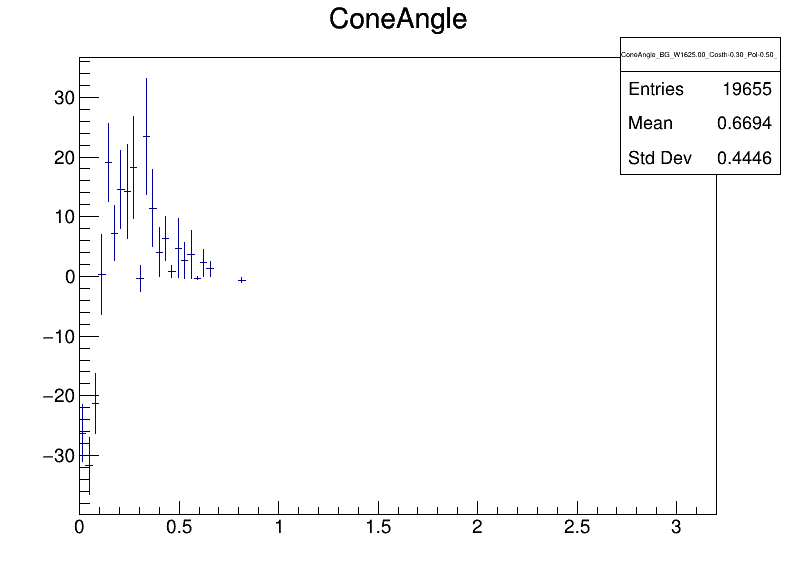 ConeAngle
ConeAngle_BG_W1625.00_Costh-0.30_Pol-0.50_
Entries 19655
Mean 0.6694
Std Dev 0.4446
30
20
10
0
−10
−20
−30
0 0.5 1 1.5 2 2.5 3